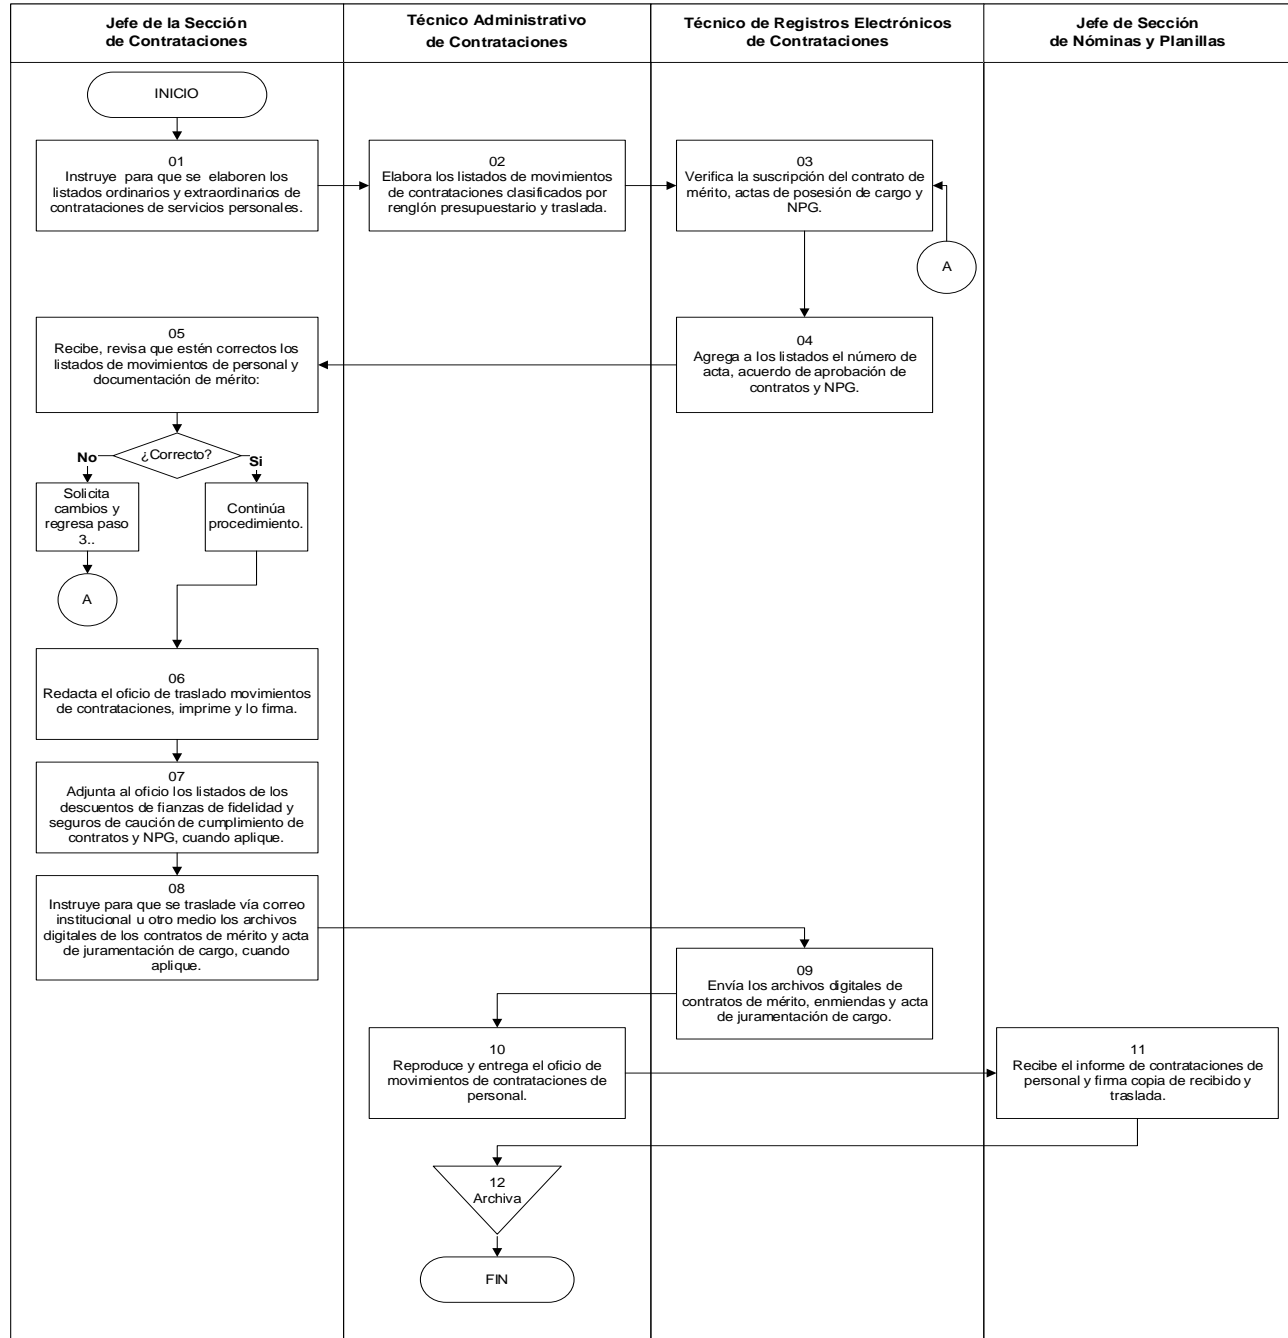 Jefe de la Sección
de Contrataciones
Técnico Administrativo
de Contrataciones
Técnico de Registros Electrónicos
de Contrataciones
Jefe de Sección
de Nóminas y Planillas
INICIO
01
Instruye para que se elaboren los
listados ordinarios y extraordinarios de
contrataciones de servicios personales.
02
Elabora los listados de movimientos
de contrataciones clasificados por
renglón presupuestario y traslada.
03
Verifica la suscripción del contrato de
mérito, actas de posesión de cargo y
NPG.
A
04
Agrega a los listados el número de
acta, acuerdo de aprobación de
contratos y NPG.
05
Recibe, revisa que estén correctos los
listados de movimientos de personal y
documentación de mérito:
¿Correcto?
No
Si
Solicita
cambios y
regresa paso
3..
Continúa
procedimiento.
A
06
Redacta el oficio de traslado movimientos
de contrataciones, imprime y lo firma.
07
Adjunta al oficio los listados de los
descuentos de fianzas de fidelidad y
seguros de caución de cumplimiento de
contratos y NPG, cuando aplique.
08
Instruye para que se traslade vía correo
institucional u otro medio los archivos
digitales de los contratos de mérito y acta
de juramentación de cargo, cuando
aplique.
09
Envía los archivos digitales de
contratos de mérito, enmiendas y acta
de juramentación de cargo.
10
Reproduce y entrega el oficio de
movimientos de contrataciones de
personal.
11
Recibe el informe de contrataciones de
personal y firma copia de recibido y
traslada.
12
Archiva
FIN